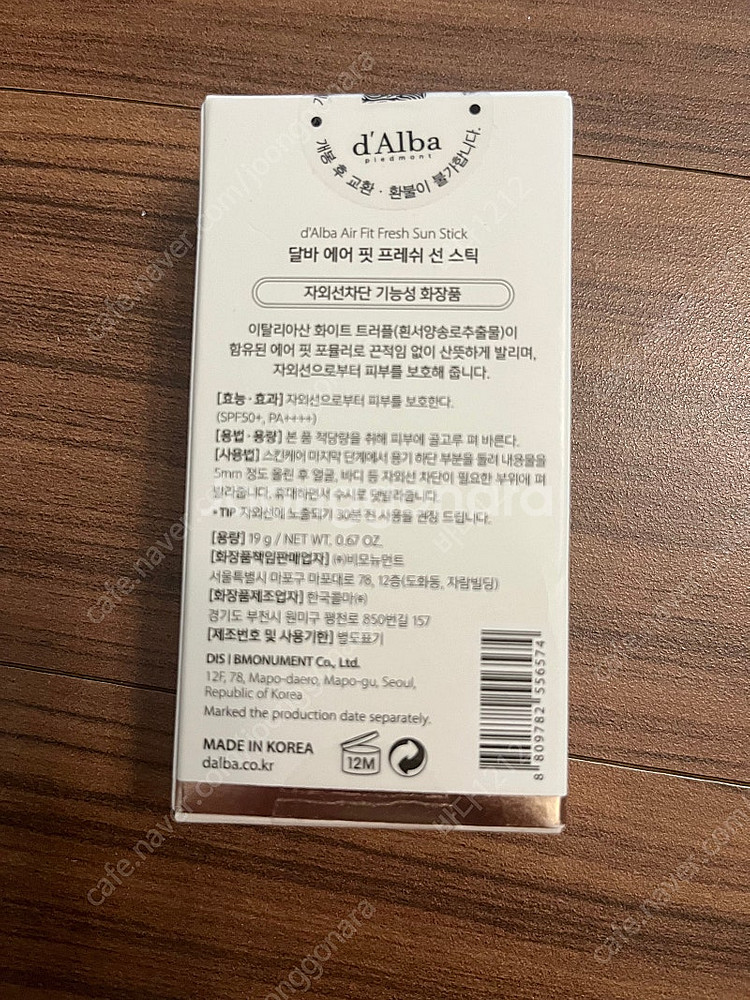 d'Alba
piedmont
개봉 후 교환 · 환불이 불가합니다.
d'Alba Air Fit Fresh Sun Stick
달바 에어 핏 프레쉬 선 스틱
자외선차단 기능성 화장품
이탈리아산 화이트 트러플(흰서양송로추출물)이
함유된 에어 핏 포뮬러로 끈적임 없이 산뜻하게 발리며,
자외선으로부터 피부를 보호해 줍니다.
[효능·효과] 자외선으로부터 피부를 보호한다.
(SPF50+, PA++++)
[용법·용량] 본 품 적당량을 취해 피부에 골고루 펴 바른다.
[사용법] 스킨케어 마지막 단계에서 용기 하단 부분을 돌려 내용물을
5mm 정도 올린 후 얼굴, 바디 등 자외선 차단이 필요한 부위에 펴
발라줍니다. 휴대하면서 수시로 덧발라줍니다.
• TIP 자외선에 노출되기 30분 전 사용을 권장 드립니다.
[용량] 19 g / NET WT. 0.67 OZ.
[화장품책임판매업자] ㈜비모뉴먼트
서울특별시 마포구 마포대로 78, 12층(도화동, 자람빌딩)
[화장품제조업자] 한국콜마㈜
경기도 부천시 원미구 평천로 850번길 157
[제조번호 및 사용기한] 별도표기
DIS | BMONUMENT Co., Ltd.
12F, 78, Mapo-daero, Mapo-gu, Seoul,
Republic of Korea
Marked the production date separately.
MADE IN KOREA
dalba.co.kr
12M
8 809782 556574
cafe.naver.com/joonggonara